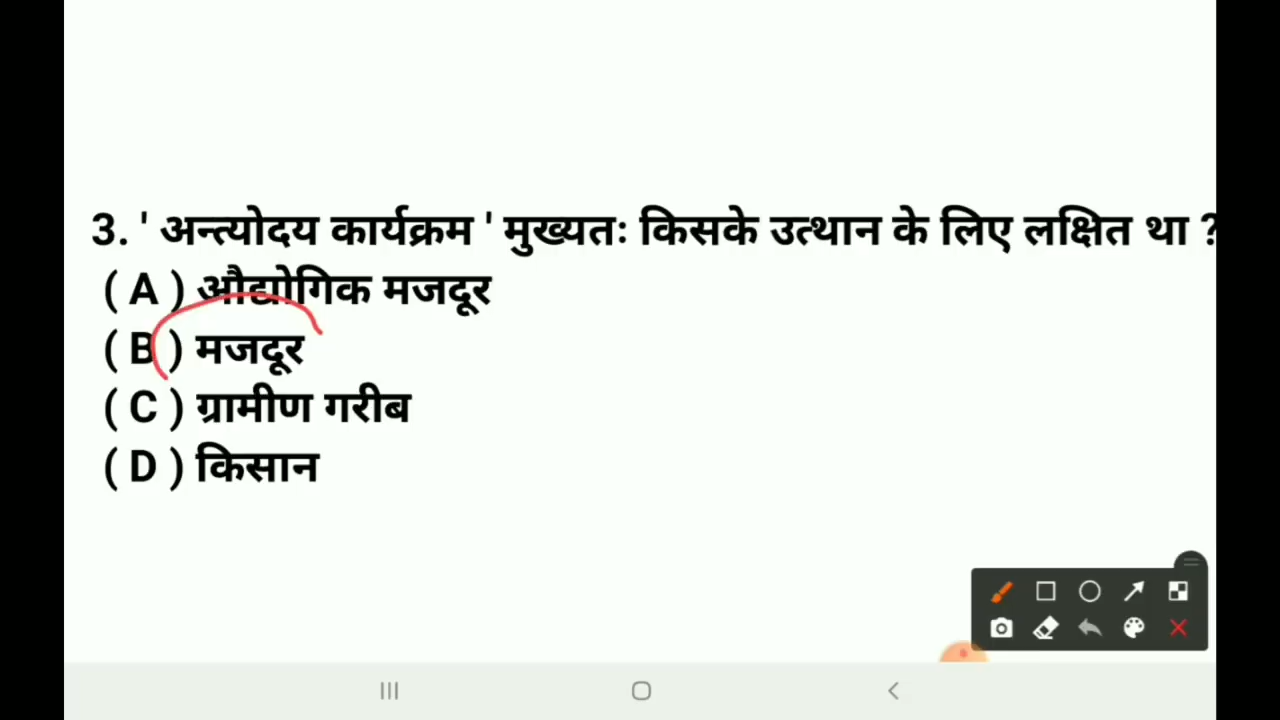 3. ' अन्त्योदय कार्यक्रम ' मुख्यतः किसके उत्थान के लिए लक्षित था ?
( A ) औद्योगिक मजदूर
( B ) मजदूर
( C ) ग्रामीण गरीब
( D ) किसान